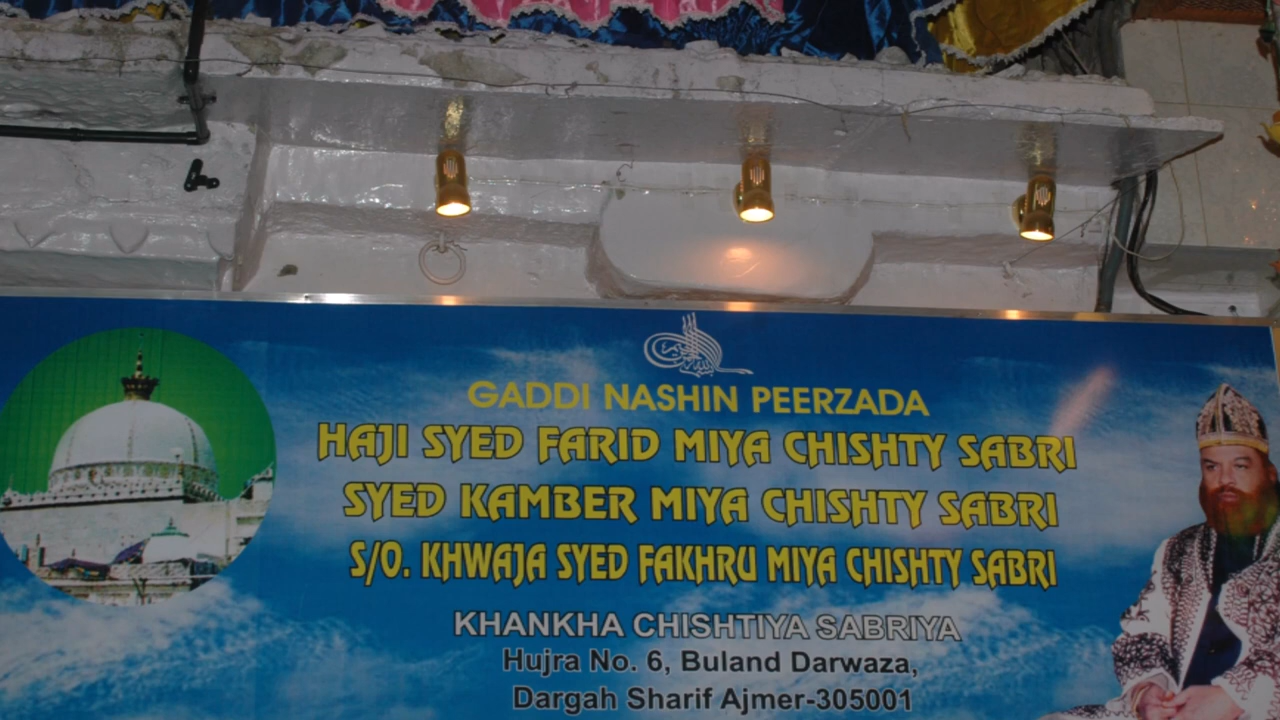 GADDI NASHIN PEERZADA
HAJI SYED FARID MIYA CHISHTY SABRI
SYED KAMBER MIYA CHISHTY SABRI
S/O. KHWAJA SYED FAKHRU MIYA CHISHTY SABRI
KHANKHA CHISHTIYA SABRIYA
Hujra No. 6, Buland Darwaza,
Dargah Sharif Ajmer-305001